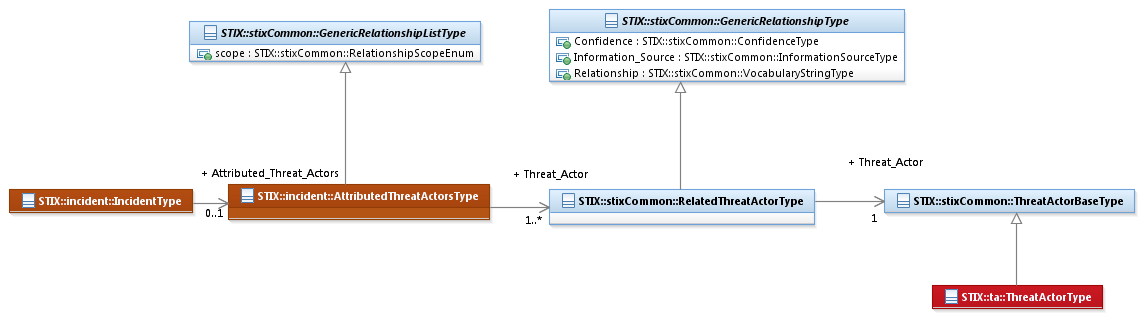 STIX::stixCommon::GenericRelationshipListType
scope : STIX::stixCommon::RelationshipScopeEnum
STIX::stixCommon::GenericRelationshipType
Confidence : STIX::stixCommon::ConfidenceType
Information_Source : STIX::stixCommon::InformationSourceType
Relationship : STIX::stixCommon::VocabularyStringType
+ Attributed_Threat_Actors
+ Threat_Actor
+ Threat_Actor
STIX::incident::IncidentType
0..1
STIX::incident::AttributedThreatActorsType
1..*
STIX::stixCommon::RelatedThreatActorType
1
STIX::stixCommon::ThreatActorBaseType
STIX::ta::ThreatActorType